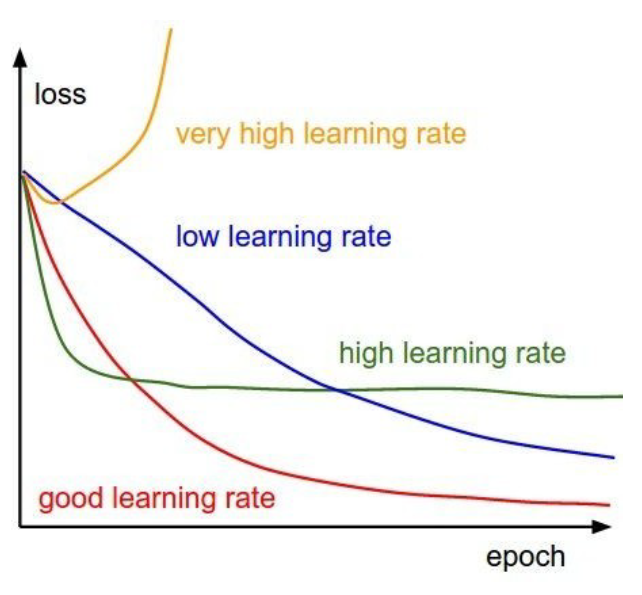 loss
very high learning rate
low learning rate
high learning rate
good learning rate
epoch